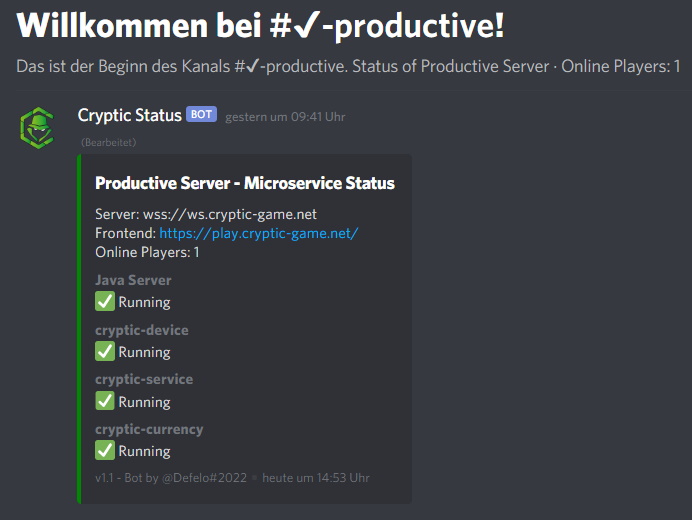 Willkommen bei #✓-productive!
Das ist der Beginn des Kanals #✓-productive. Status of Productive Server · Online Players: 1
Cryptic Status BOT gestern um 09:41 Uhr
(Bearbeitet)
Productive Server - Microservice Status
Server: wss://ws.cryptic-game.net
Frontend: https://play.cryptic-game.net/
Online Players: 1
Java Server
✅ Running
cryptic-device
✅ Running
cryptic-service
✅ Running
cryptic-currency
✅ Running
v1.1 - Bot by @Defelo#2022 • heute um 14:53 Uhr